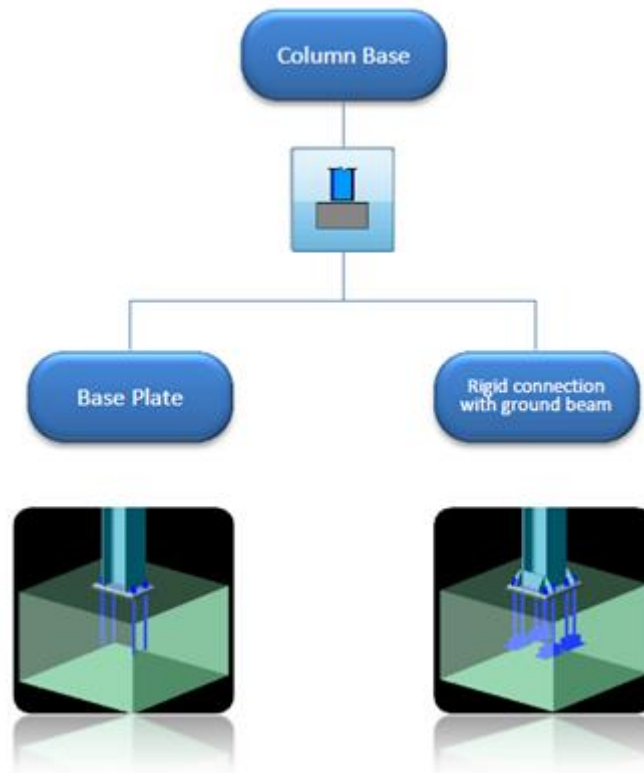 Column Base
Base Plate
Rigid connection
with ground beam